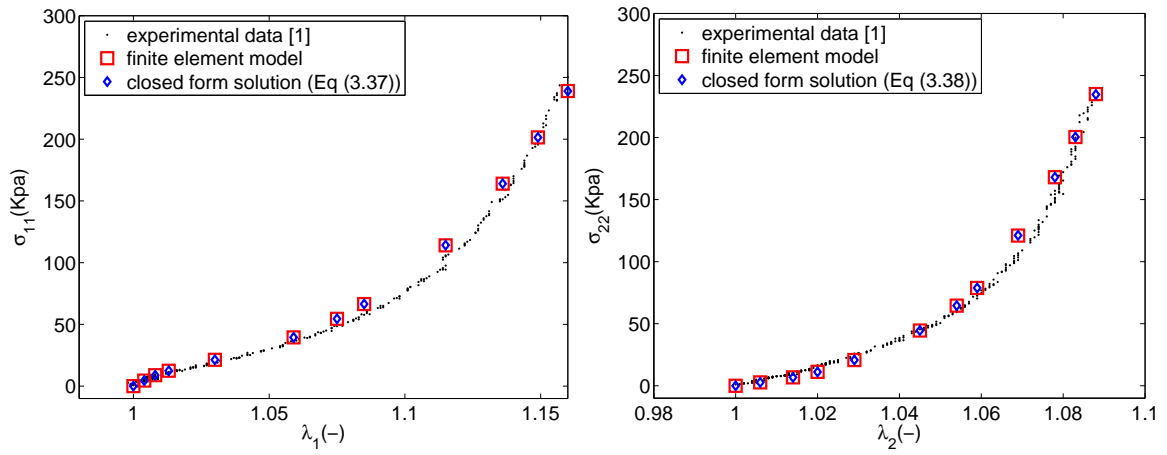 300
250
200
150
100
50
0
σ11(Kpa)
experimental data [1]
finite element model
closed form solution (Eq (3.37))
1
1.05
1.1
1.15
λ1(–)
300
250
200
150
100
50
0
σ22(Kpa)
experimental data [1]
finite element model
closed form solution (Eq (3.38))
0.98
1
1.02
1.04
1.06
1.08
1.1
λ2(–)